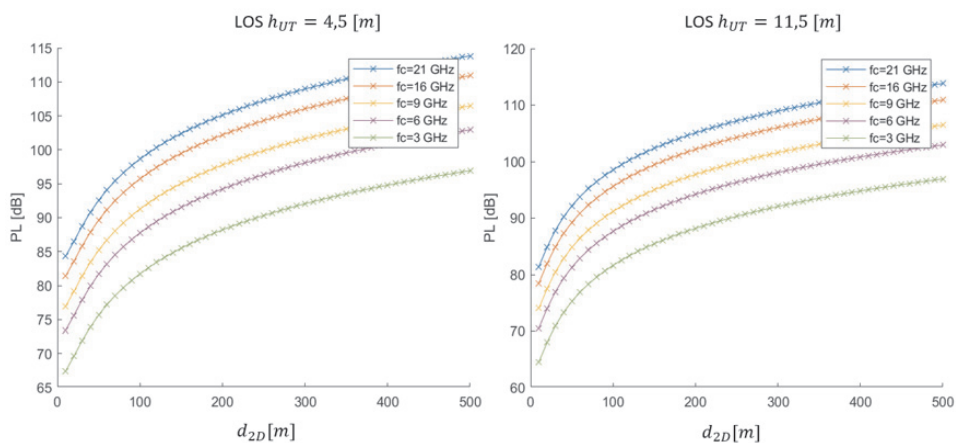 LOS h_UT = 4,5 [m]
115
110
105
100
95
90
85
80
75
70
65
PL [dB]
fc=21 GHz
fc=16 GHz
fc=9 GHz
fc=6 GHz
fc=3 GHz
0 100 200 300 400 500
d_2D[m]
LOS h_UT = 11,5 [m]
120
110
100
90
80
70
60
PL [dB]
fc=21 GHz
fc=16 GHz
fc=9 GHz
fc=6 GHz
fc=3 GHz
0 100 200 300 400 500
d_2D[m]